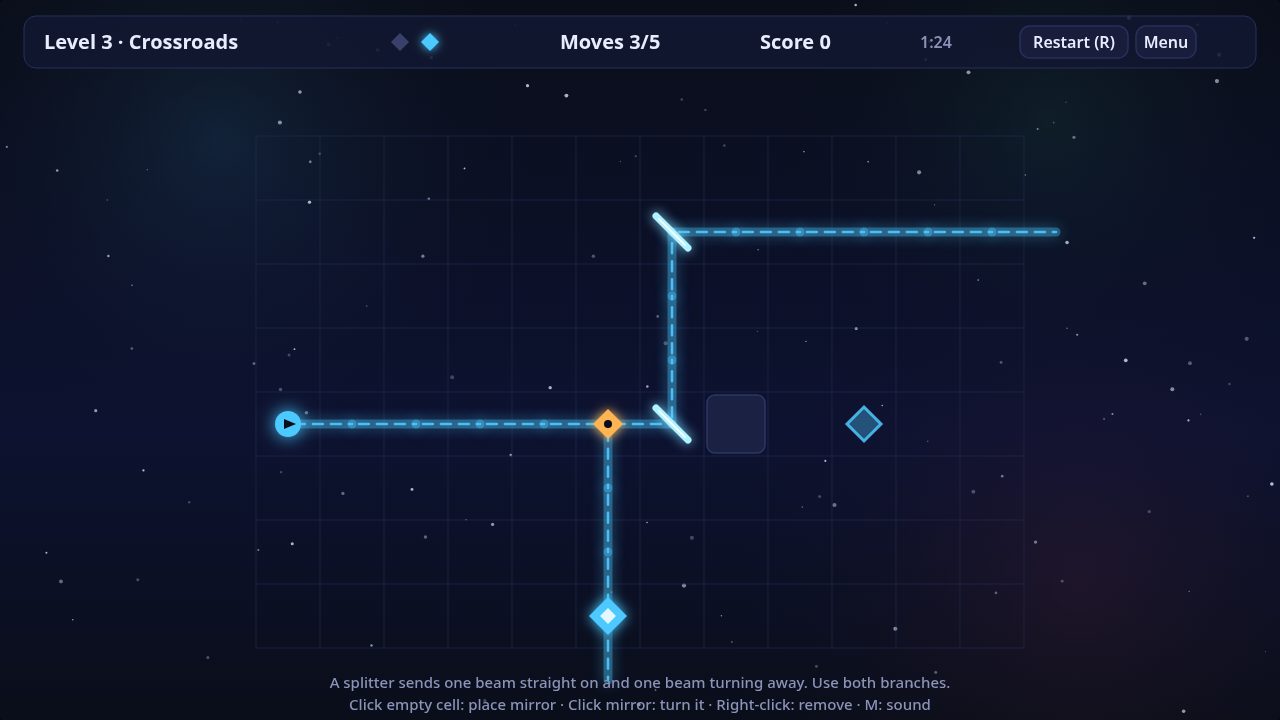 Level 3 · Crossroads
Moves 3/5
Score 0
1:24
Restart (R)
Menu
A splitter sends one beam straight on and one beam turning away. Use both branches.
Click empty cell: place mirror · Click mirror: turn it · Right-click: remove · M: sound